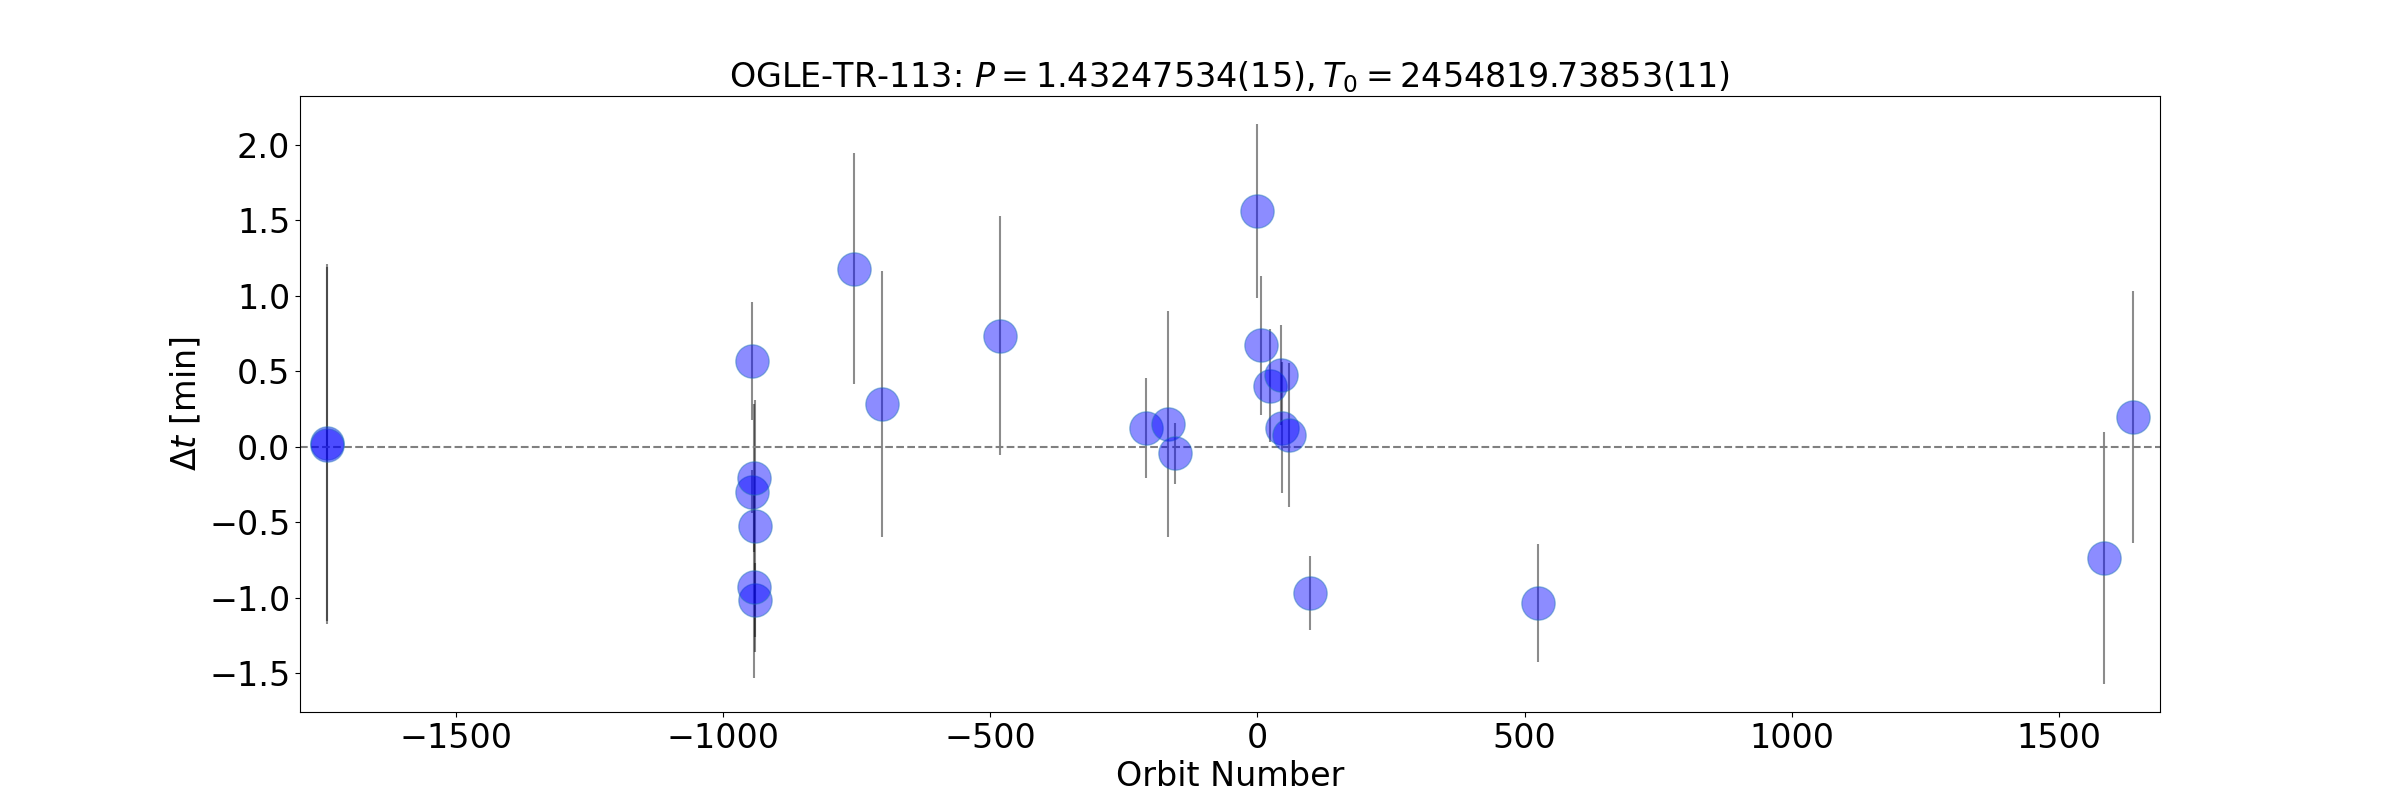 OGLE-TR-113: P = 1.43247534(15), T₀ = 2454819.73853(11)
2.0
1.5
1.0
0.5
0.0
−0.5
−1.0
−1.5
Δt [min]
−1500 −1000 −500 0 500 1000 1500
Orbit Number